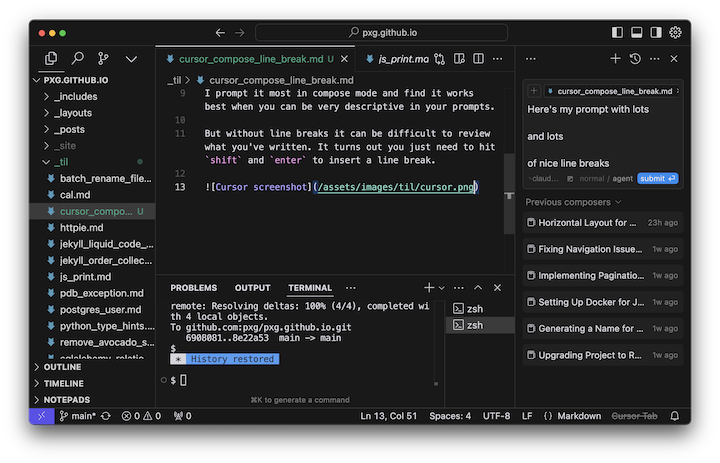 pxg.github.io
PXG.GITHUB.IO
_includes
_layouts
_posts
_site
_til
batch_rename_file...
cal.md
cursor_compo... U
httpie.md
jekyll_liquid_code_...
jekyll_order_collec...
js_print.md
pdb_exception.md
postgres_user.md
python_type_hints....
remove_avocado_s...
OUTLINE
TIMELINE
NOTEPADS
cursor_compose_line_break.md U
js_print.md
_til > cursor_compose_line_break.md
9 I prompt it most in compose mode and find it works
best when you can be very descriptive in your prompts.
10
11 But without line breaks it can be difficult to review
what you've written. It turns out you just need to hit
`shift` and `enter` to insert a line break.
12
13 ![Cursor screenshot](/assets/images/til/cursor.png)
PROBLEMS OUTPUT TERMINAL ...
remote: Resolving deltas: 100% (4/4), completed wi
th 4 local objects.
To github.com:pxg/pxg.github.io.git
6908081..8e22a53 main -> main
$
* History restored
$
⌘K to generate a command
zsh
zsh
cursor_compose_line_break.md
Here's my prompt with lots
and lots
of nice line breaks
claud... normal / agent submit
Previous composers
Horizontal Layout for ... 23h ago
Fixing Navigation Issue... 1w ago
Implementing Paginatio... 1w ago
Setting Up Docker for J... 1w ago
Generating a Name for ... 1w ago
Upgrading Project to R... 1w ago
main* 0 0 0 Ln 13, Col 51 Spaces: 4 UTF-8 LF {} Markdown Cursor Tab